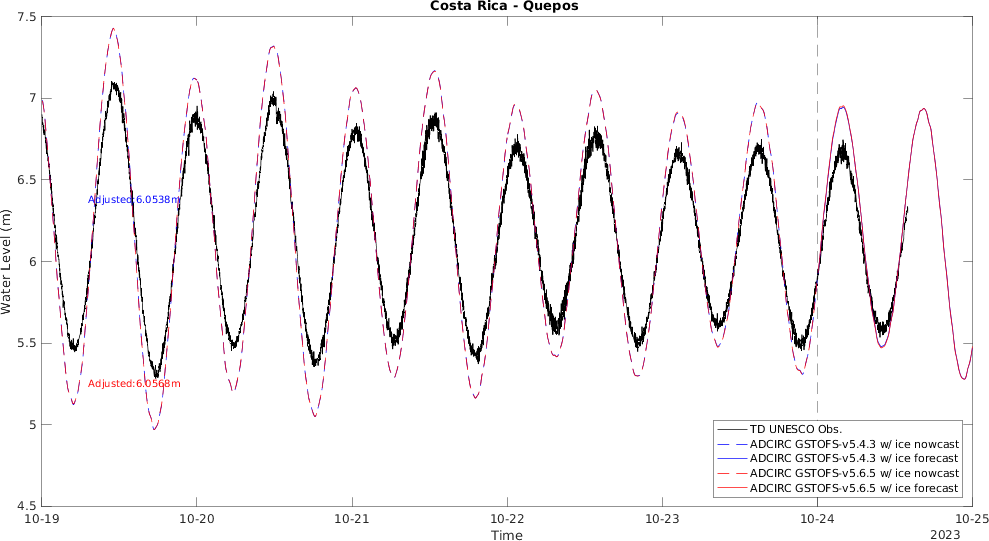 Costa Rica - Quepos
7.5
7
6.5
6
5.5
5
4.5
Water Level (m)
Adjusted:6.0538m
Adjusted:6.0568m
TD UNESCO Obs.
ADCIRC GSTOFS-v5.4.3 w/ ice nowcast
ADCIRC GSTOFS-v5.4.3 w/ ice forecast
ADCIRC GSTOFS-v5.6.5 w/ ice nowcast
ADCIRC GSTOFS-v5.6.5 w/ ice forecast
10-19 10-20 10-21 10-22 10-23 10-24 10-25
Time
2023